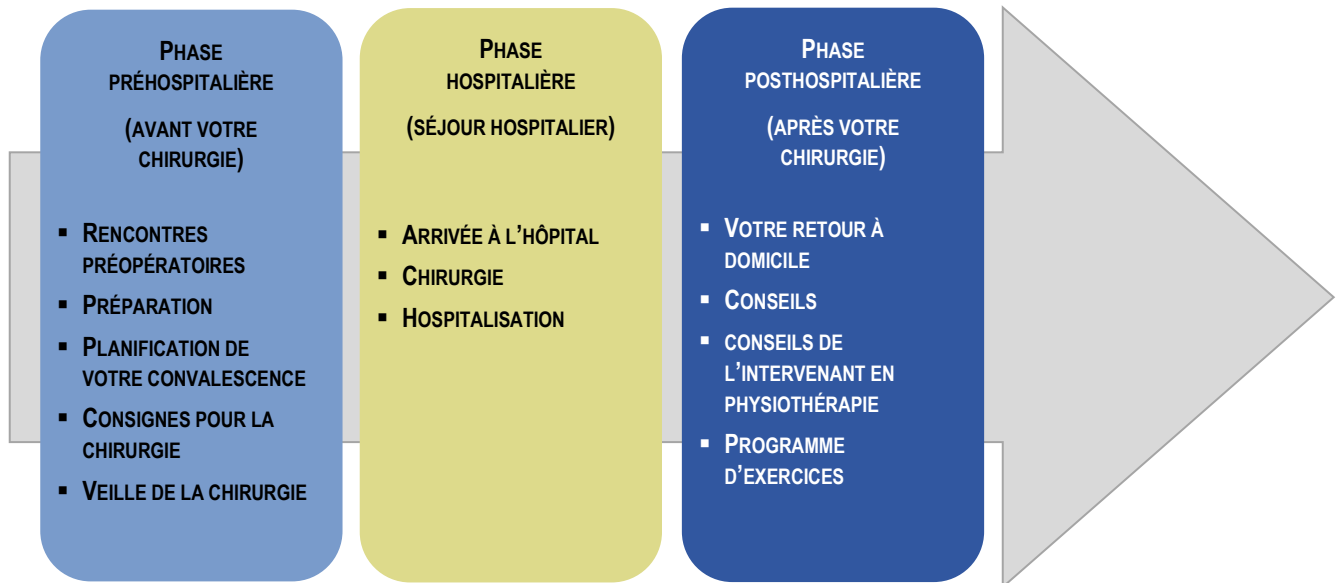 PHASE
PRÉHOSPITALIÈRE
(AVANT VOTRE
CHIRURGIE)
▪ RENCONTRES
PRÉOPÉRATOIRES
▪ PRÉPARATION
▪ PLANIFICATION DE
VOTRE CONVALESCENCE
▪ CONSIGNES POUR LA
CHIRURGIE
▪ VEILLE DE LA CHIRURGIE
PHASE
HOSPITALIÈRE
(SÉJOUR HOSPITALIER)
▪ ARRIVÉE À L'HÔPITAL
▪ CHIRURGIE
▪ HOSPITALISATION
PHASE
POSTHOSPITALIÈRE
(APRÈS VOTRE
CHIRURGIE)
▪ VOTRE RETOUR À
DOMICILE
▪ CONSEILS
▪ CONSEILS DE
L'INTERVENANT EN
PHYSIOTHÉRAPIE
▪ PROGRAMME
D'EXERCICES